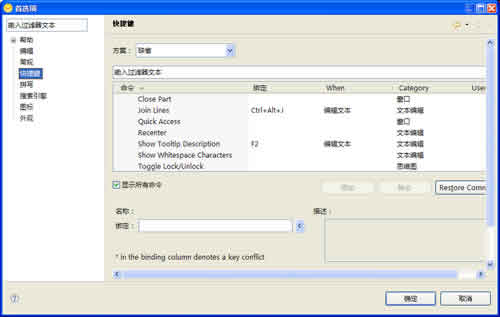 首选项
输入过滤器文本
快捷键
帮助
编辑
常规
快捷键
拼写
搜索引擎
图标
外观
方案： 缺省
输入过滤器文本
命令 绑定 When Category User
Close Part 窗口
Join Lines Ctrl+Alt+J 编辑文本 文本编辑
Quick Access 窗口
Recenter 文本编辑
Show Tooltip Description F2 编辑文本 文本编辑
Show Whitespace Characters 文本编辑
Toggle Lock/Unlock 思维图
显示所有命令
Restore Comm
名称： 描述：
绑定：
* in the binding column denotes a key conflict
确定 取消